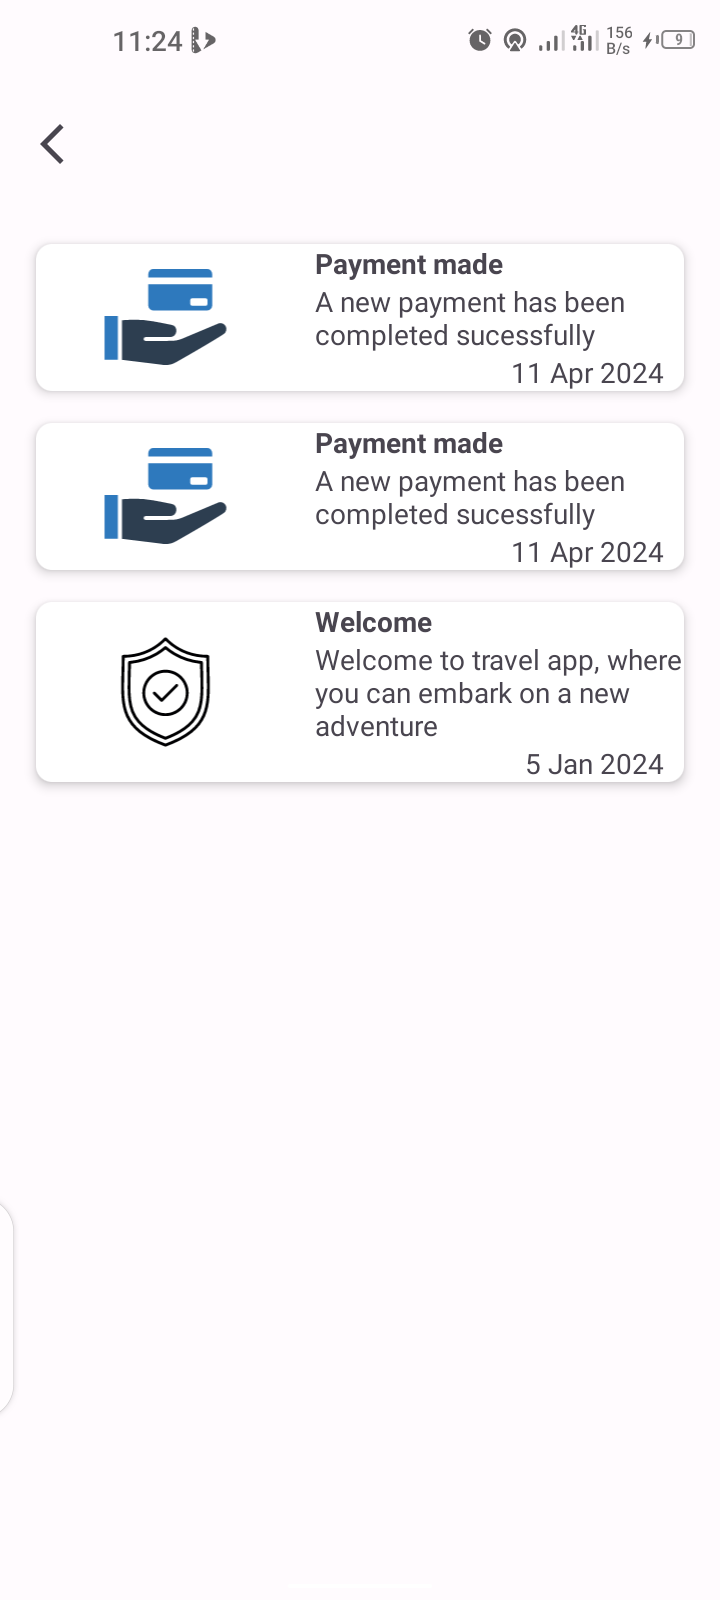 11:24
4G
156
B/s
9
Payment made
A new payment has been
completed sucessfully
11 Apr 2024
Payment made
A new payment has been
completed sucessfully
11 Apr 2024
Welcome
Welcome to travel app, where
you can embark on a new
adventure
5 Jan 2024